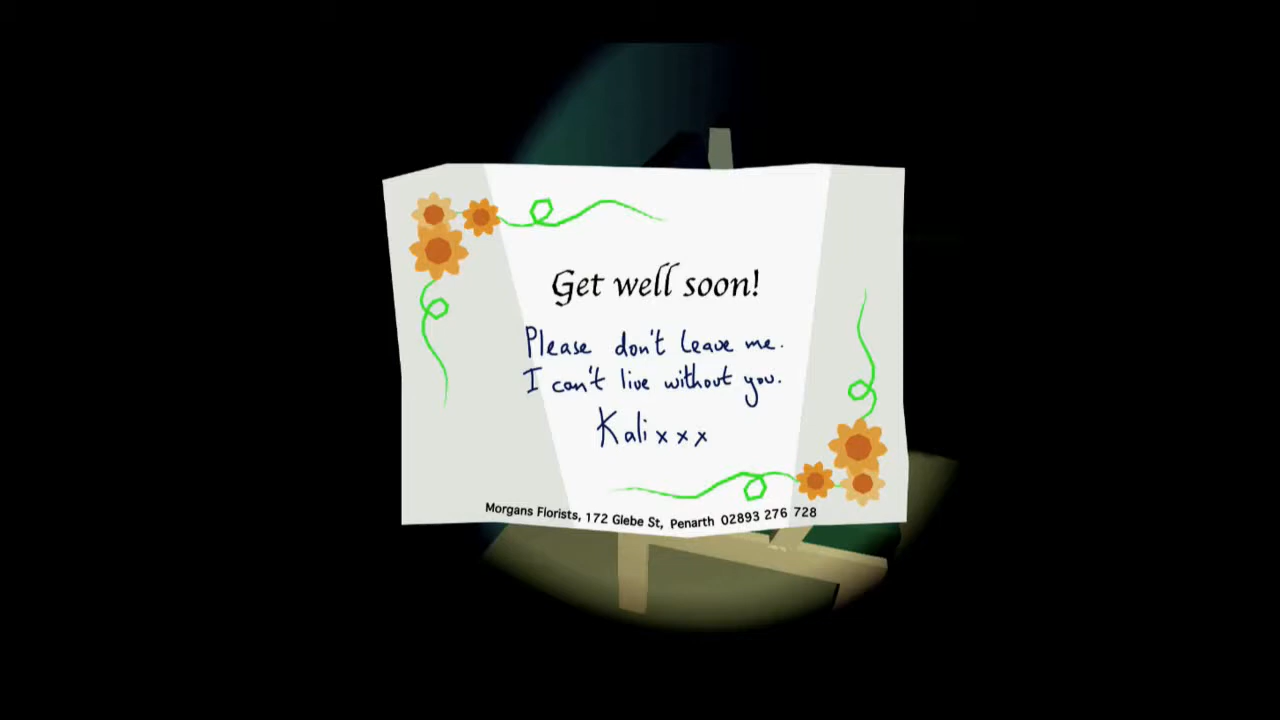 Get well soon!
Please don't leave me.
I can't live without you.
Kali x x x
Morgans Florists, 172 Glebe St, Penarth 02893 276 728